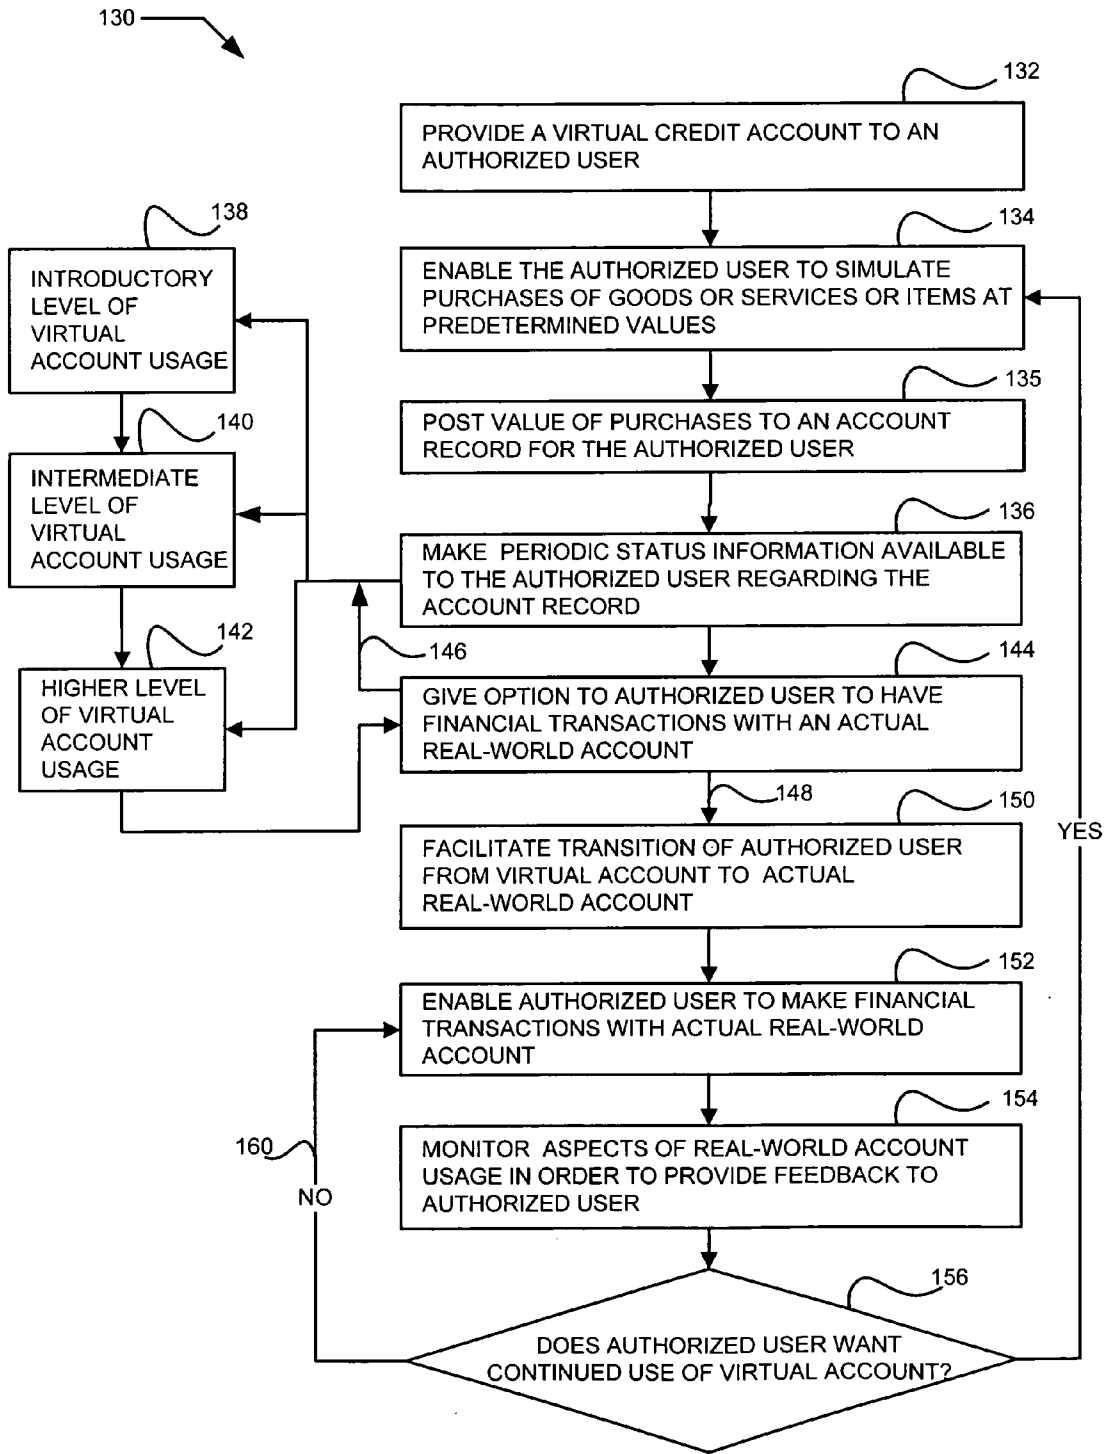 130
132
PROVIDE A VIRTUAL CREDIT ACCOUNT TO AN
AUTHORIZED USER
134
ENABLE THE AUTHORIZED USER TO SIMULATE
PURCHASES OF GOODS OR SERVICES OR ITEMS AT
PREDETERMINED VALUES
135
POST VALUE OF PURCHASES TO AN ACCOUNT
RECORD FOR THE AUTHORIZED USER
136
MAKE PERIODIC STATUS INFORMATION AVAILABLE
TO THE AUTHORIZED USER REGARDING THE
ACCOUNT RECORD
138
INTRODUCTORY
LEVEL OF
VIRTUAL
ACCOUNT USAGE
140
INTERMEDIATE
LEVEL OF
VIRTUAL
ACCOUNT USAGE
142
HIGHER LEVEL
OF VIRTUAL
ACCOUNT
USAGE
146
144
GIVE OPTION TO AUTHORIZED USER TO HAVE
FINANCIAL TRANSACTIONS WITH AN ACTUAL
REAL-WORLD ACCOUNT
148
150
FACILITATE TRANSITION OF AUTHORIZED USER
FROM VIRTUAL ACCOUNT TO ACTUAL
REAL-WORLD ACCOUNT
YES
152
ENABLE AUTHORIZED USER TO MAKE FINANCIAL
TRANSACTIONS WITH ACTUAL REAL-WORLD
ACCOUNT
154
MONITOR ASPECTS OF REAL-WORLD ACCOUNT
USAGE IN ORDER TO PROVIDE FEEDBACK TO
AUTHORIZED USER
160
NO
156
DOES AUTHORIZED USER WANT
CONTINUED USE OF VIRTUAL ACCOUNT?